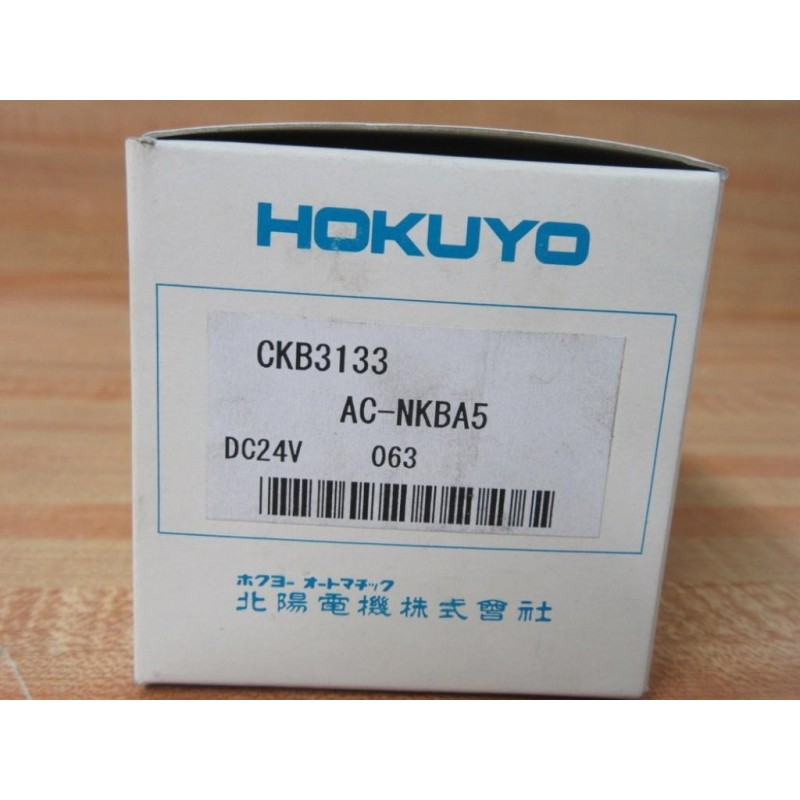 HOKUYO
CKB3133
AC-NKBA5
DC24V 063
ホクヨー オートマチック
北陽電機株式會社